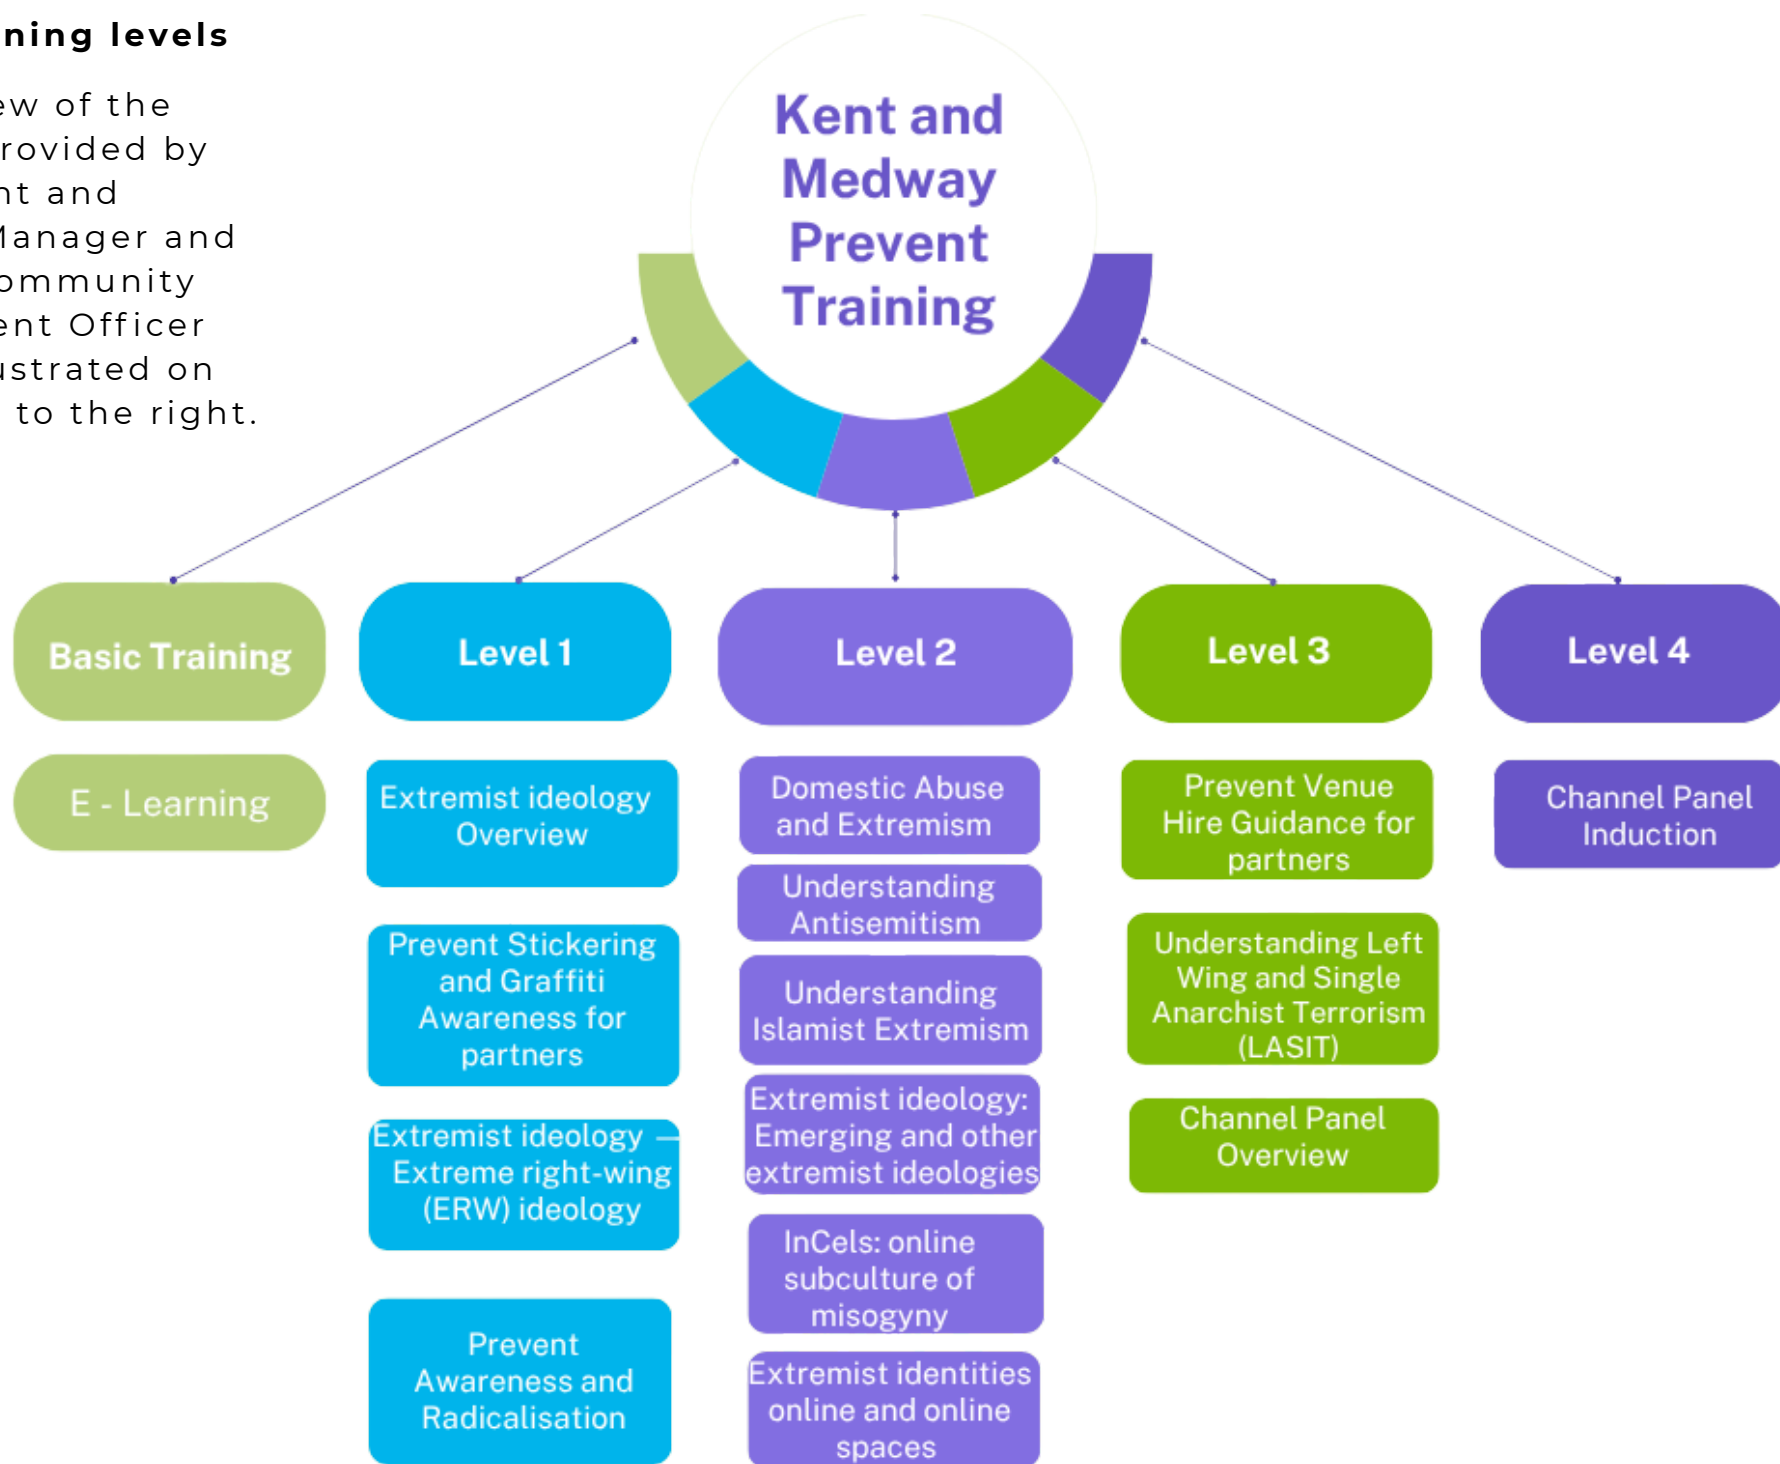 ning levels
ew of the
rovided by
nt and
Manager and
ommunity
ent Officer
ustrated on
to the right.
Kent and
Medway
Prevent
Training
Basic Training
E - Learning
Level 1
Extremist ideology
Overview
Prevent Stickering
and Graffiti
Awareness for
partners
Extremist ideology —
Extreme right-wing
(ERW) ideology
Prevent
Awareness and
Radicalisation
Level 2
Domestic Abuse
and Extremism
Understanding
Antisemitism
Understanding
Islamist Extremism
Extremist ideology:
Emerging and other
extremist ideologies
InCels: online
subculture of
misogyny
Extremist identities
online and online
spaces
Level 3
Prevent Venue
Hire Guidance for
partners
Understanding Left
Wing and Single
Anarchist Terrorism
(LASIT)
Channel Panel
Overview
Level 4
Channel Panel
Induction